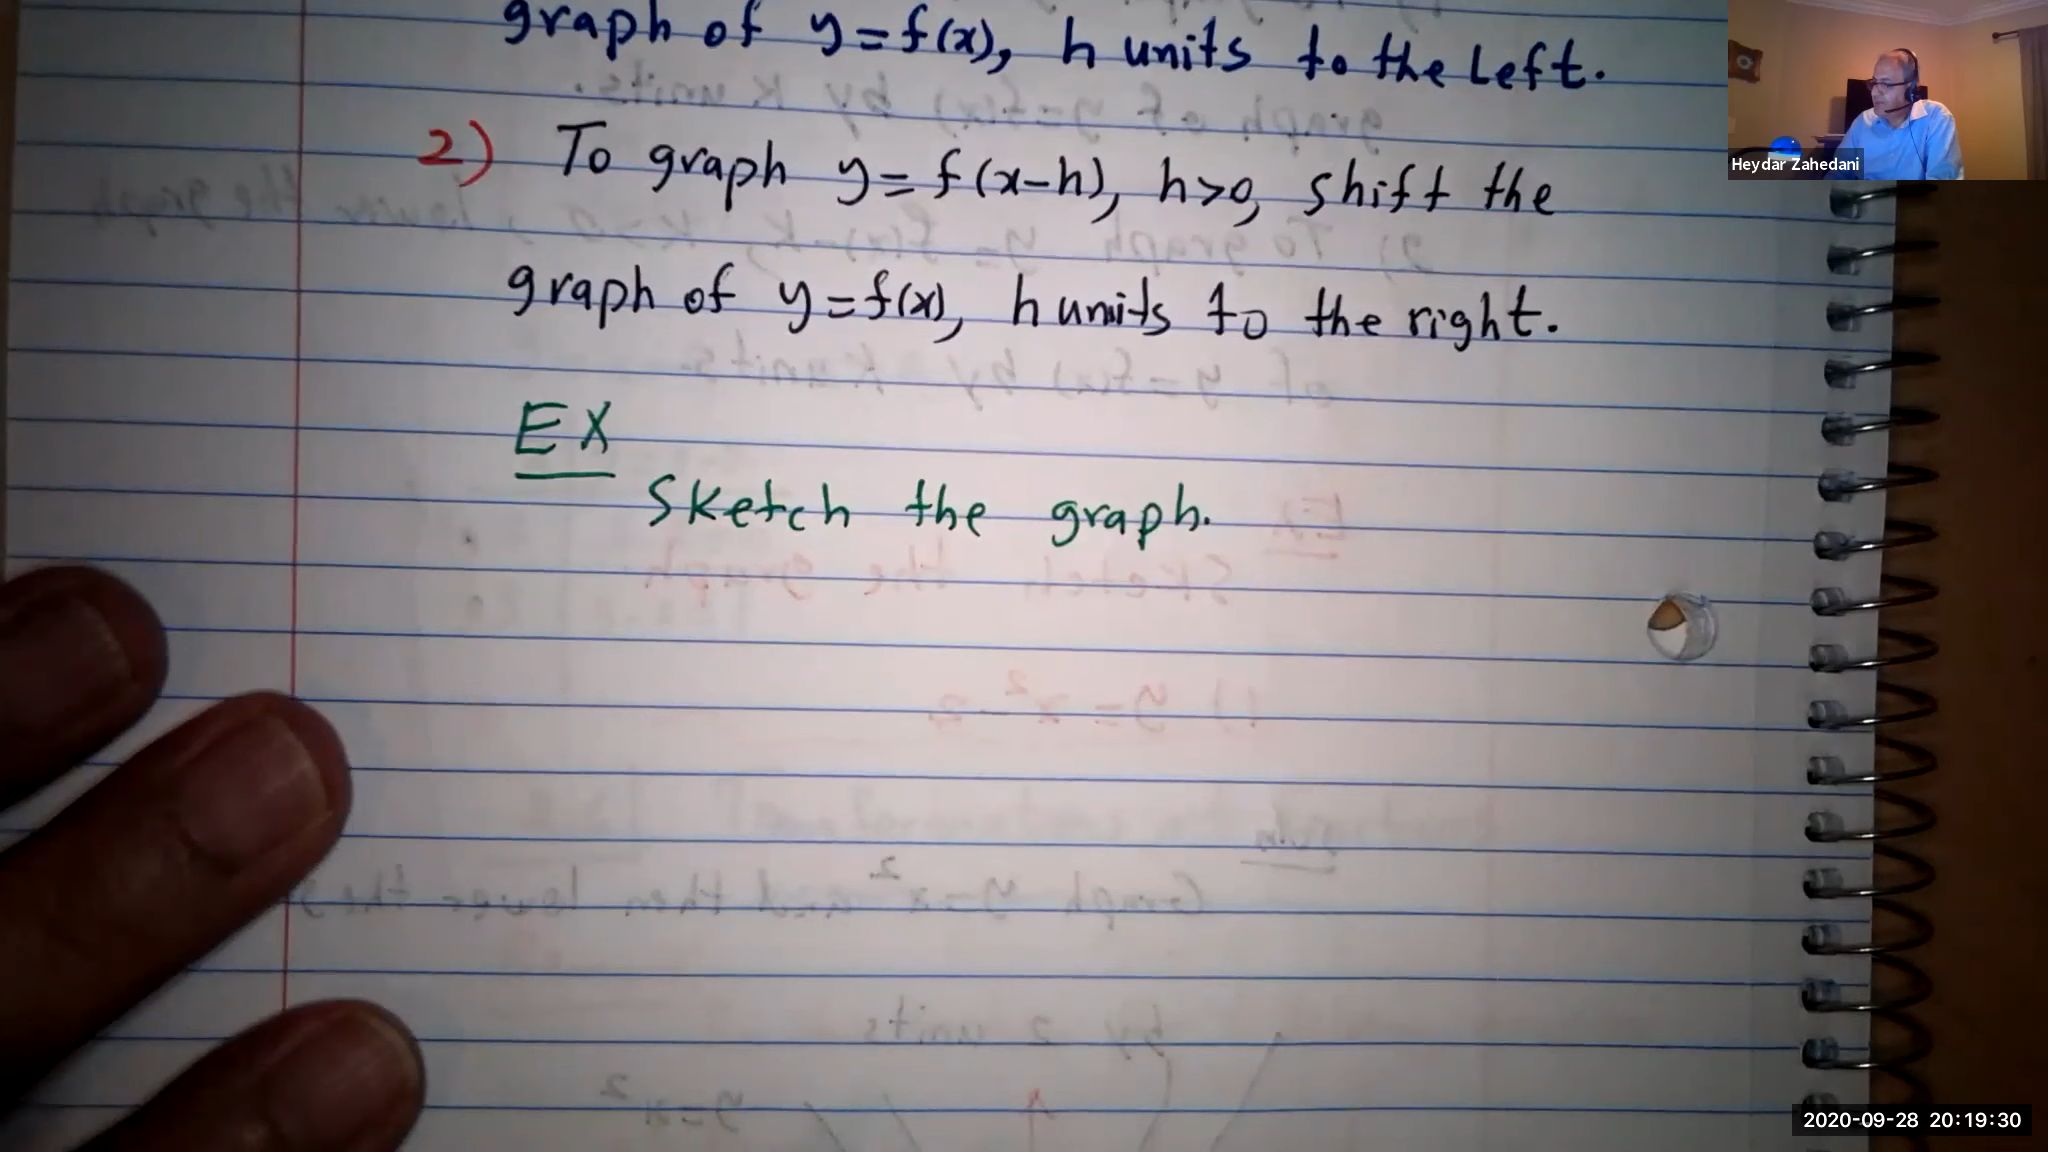 graph of y=f(x), h units to the Left.
2) To graph y=f(x-h), h>0, shift the
graph of y=f(x), h units to the right.
EX
Sketch the graph.
Heydar Zahedani
2020-09-28 20:19:30